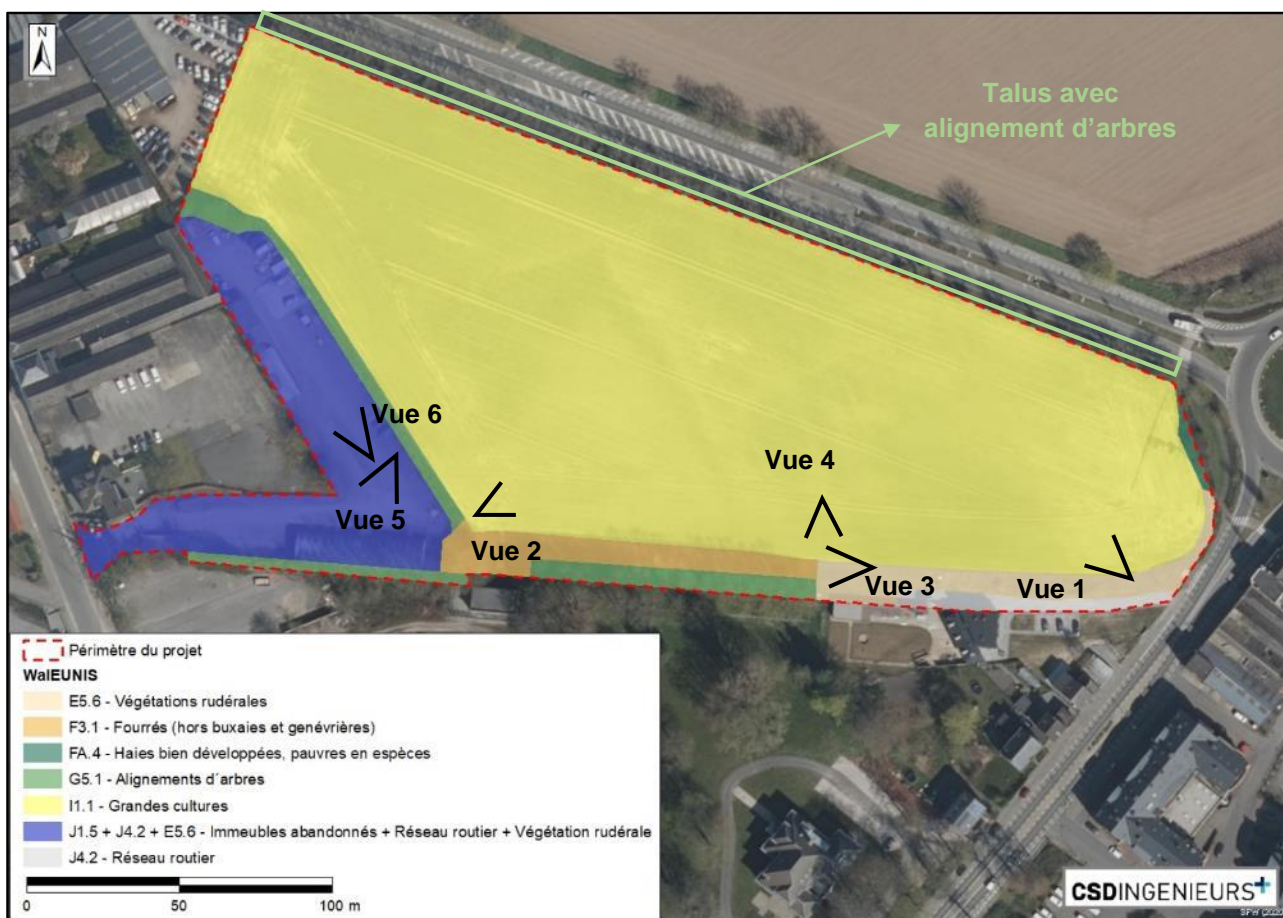 N
Talus avec
alignement d'arbres
Vue 6
Vue 4
Vue 5
Vue 2
Vue 3
Vue 1
Périmètre du projet
WalEUNIS
E5.6 - Végétations rudérales
F3.1 - Fourrés (hors buxaies et genévrières)
FA.4 - Haies bien développées, pauvres en espèces
G5.1 - Alignements d'arbres
I1.1 - Grandes cultures
J1.5 + J4.2 + E5.6 - Immeubles abandonnés + Réseau routier + Végétation rudérale
J4.2 - Réseau routier
0 50 100 m
CSDINGENIEURS+